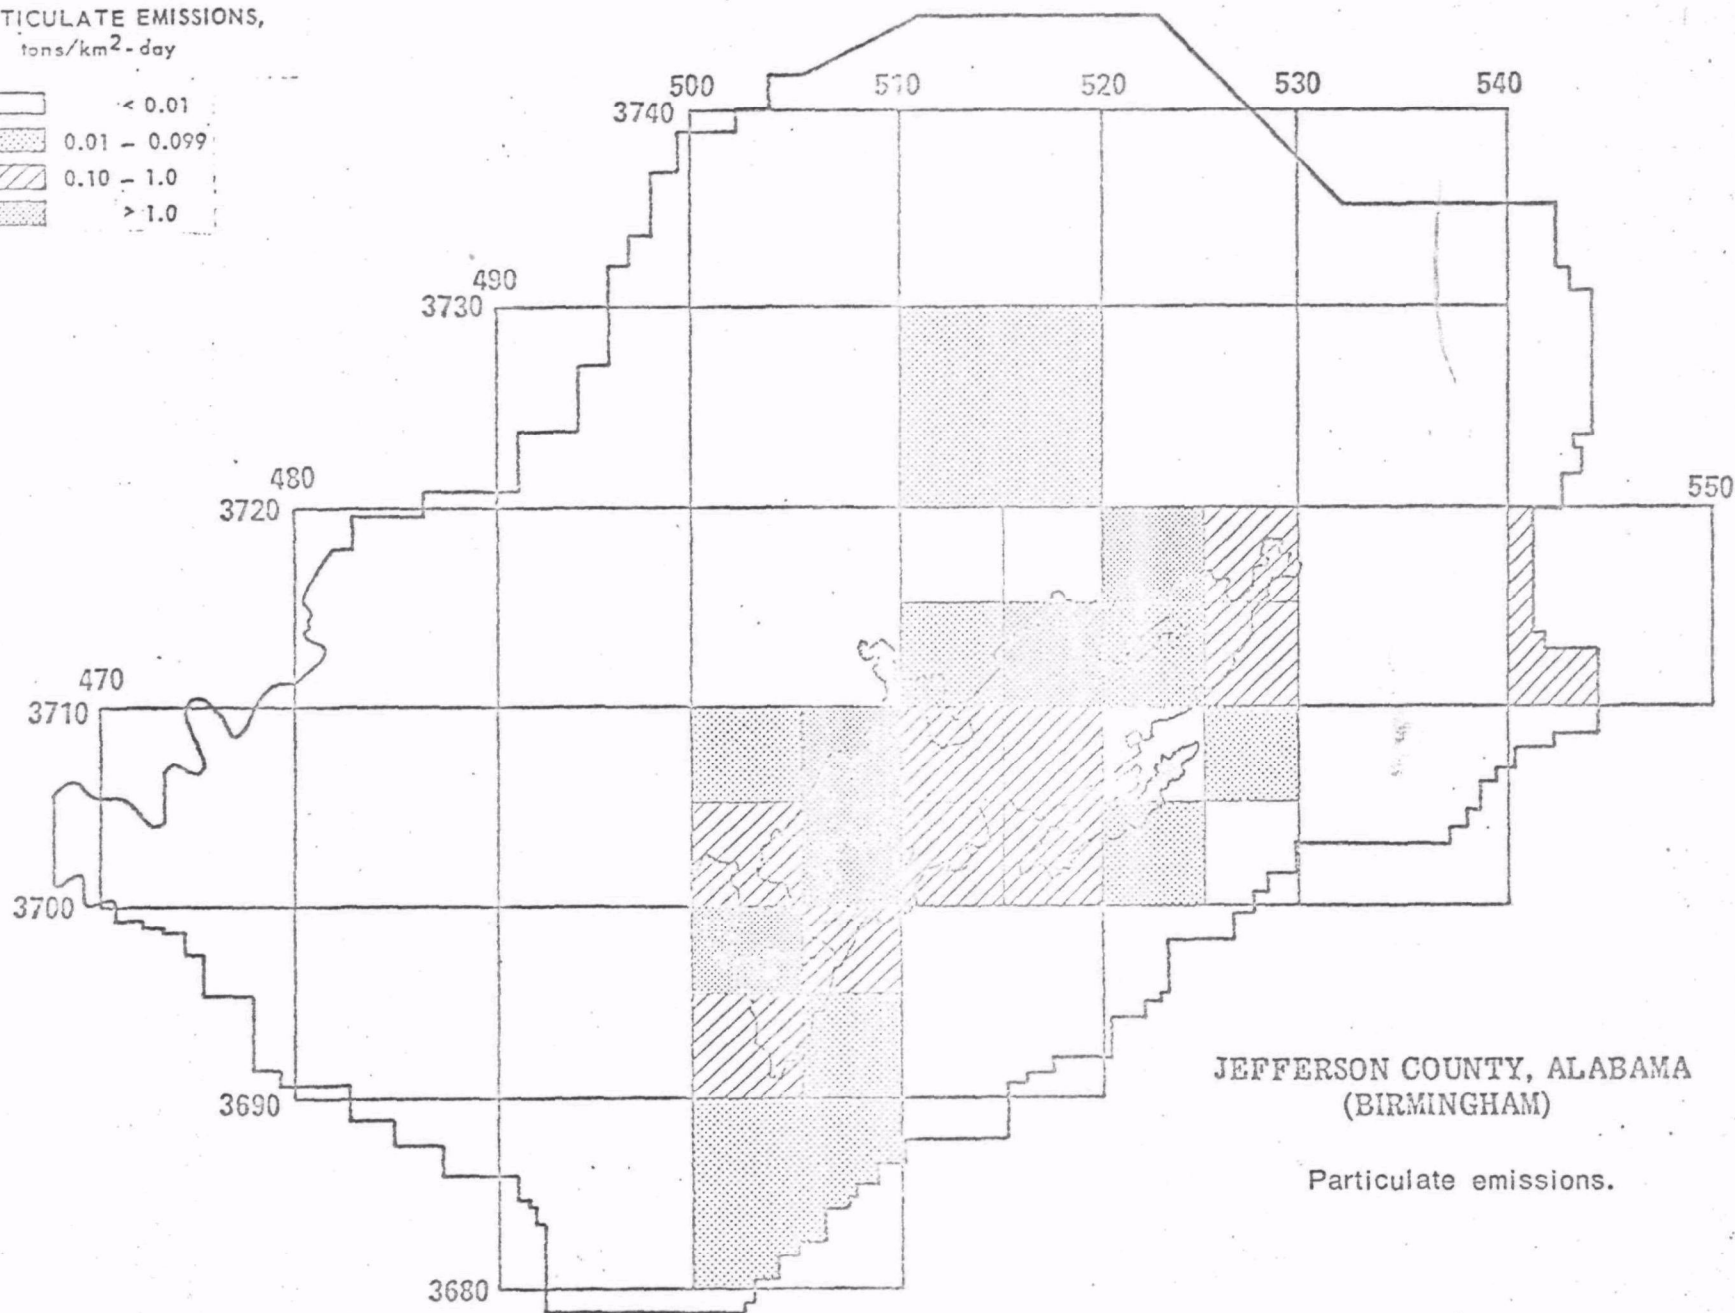 TICULATE EMISSIONS,
tons/km²-day
< 0.01
0.01 – 0.099
0.10 – 1.0
> 1.0
500 510 520 530 540
3740
490
3730
480
3720
550
470
3710
3700
3690
3680
JEFFERSON COUNTY, ALABAMA
(BIRMINGHAM)
Particulate emissions.